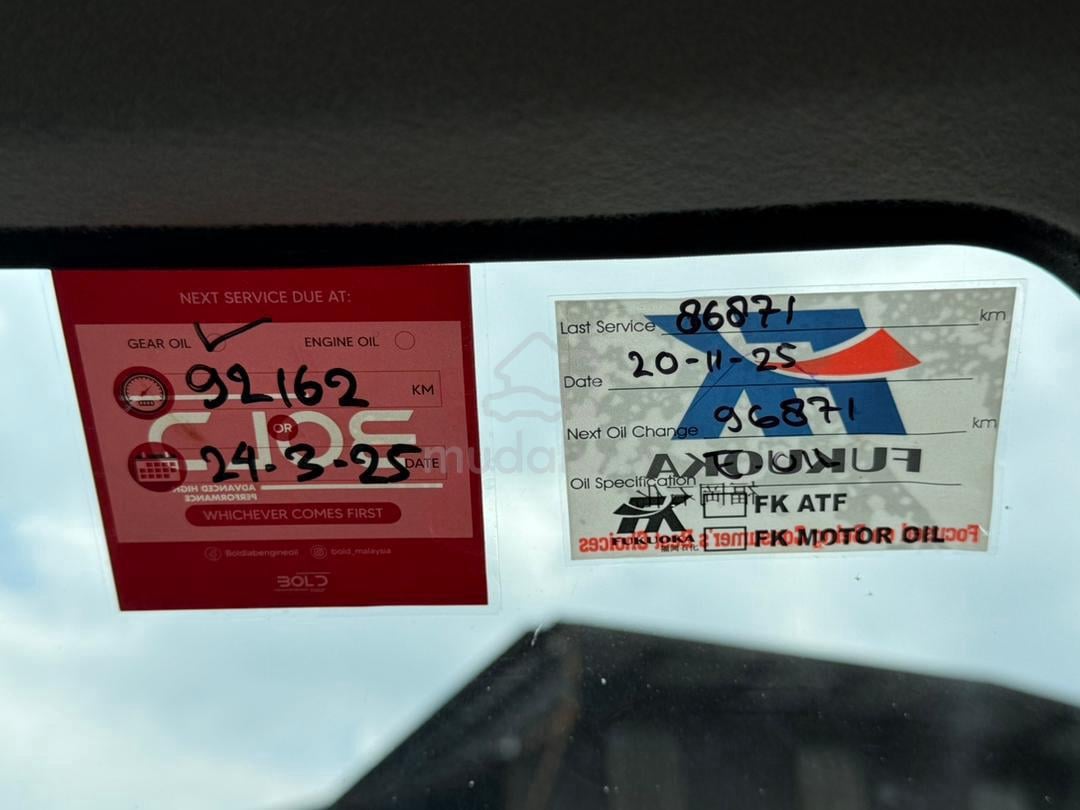 NEXT SERVICE DUE AT:
GEAR OIL ✓ ENGINE OIL
92162 KM
OR
24-3-25 DATE
BOLD
ADVANCED HIGH
PERFORMANCE
WHICHEVER COMES FIRST
Boldlabengineoil bold_malaysia
BOLD
Last Service 86871 km
Date 20-11-25
Next Oil Change 96871 km
FUKUOKA
Oil Specification
FK ATF
FUKUOKA FK MOTOR OIL
mudah